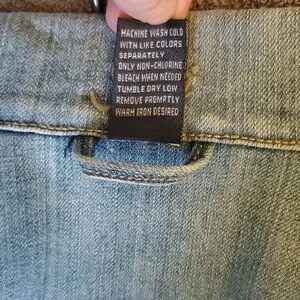 MACHINE WASH COLD
WITH LIKE COLORS
SEPARATELY
ONLY NON-CHLORINE
BLEACH WHEN NEEDED
TUMBLE DRY LOW
REMOVE PROMPTLY
WARM IRON DESIRED